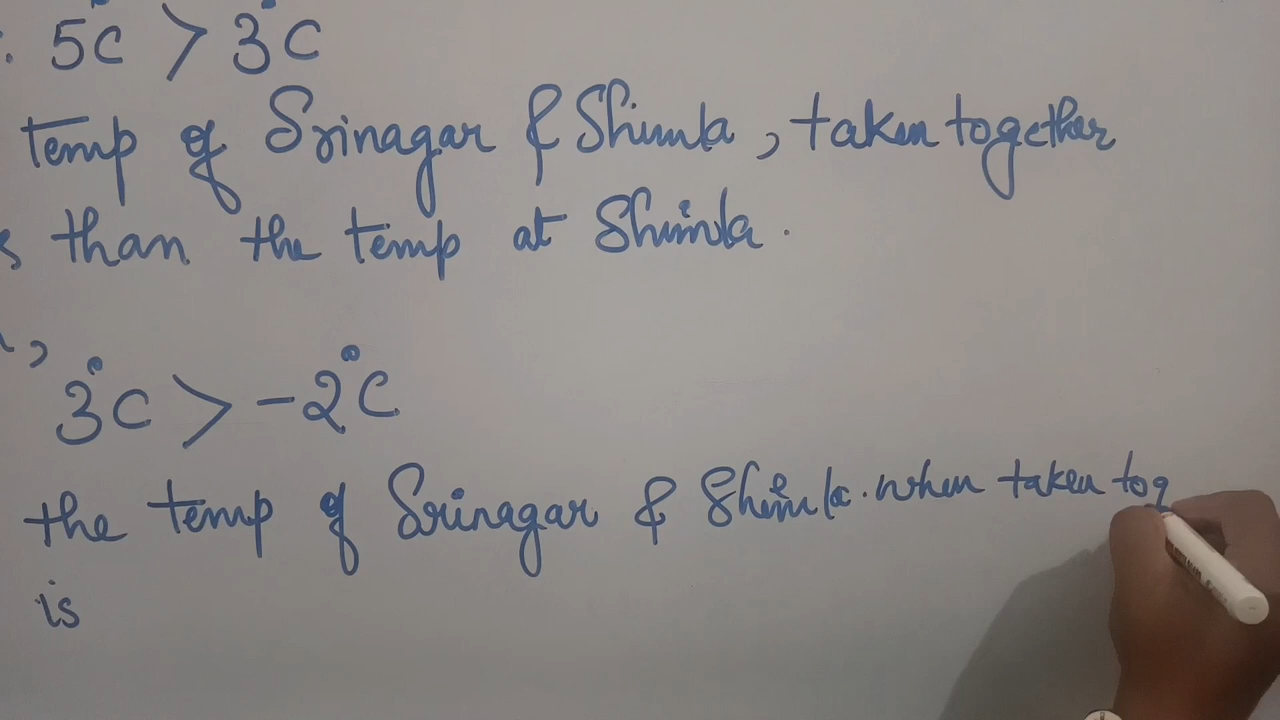 : 5°C > 3°C
temp of Srinagar & Shimla, taken together
s than the temp at Shimla.
,
3°C > -2°C
the temp of Srinagar & Shimla. when taken tog
is